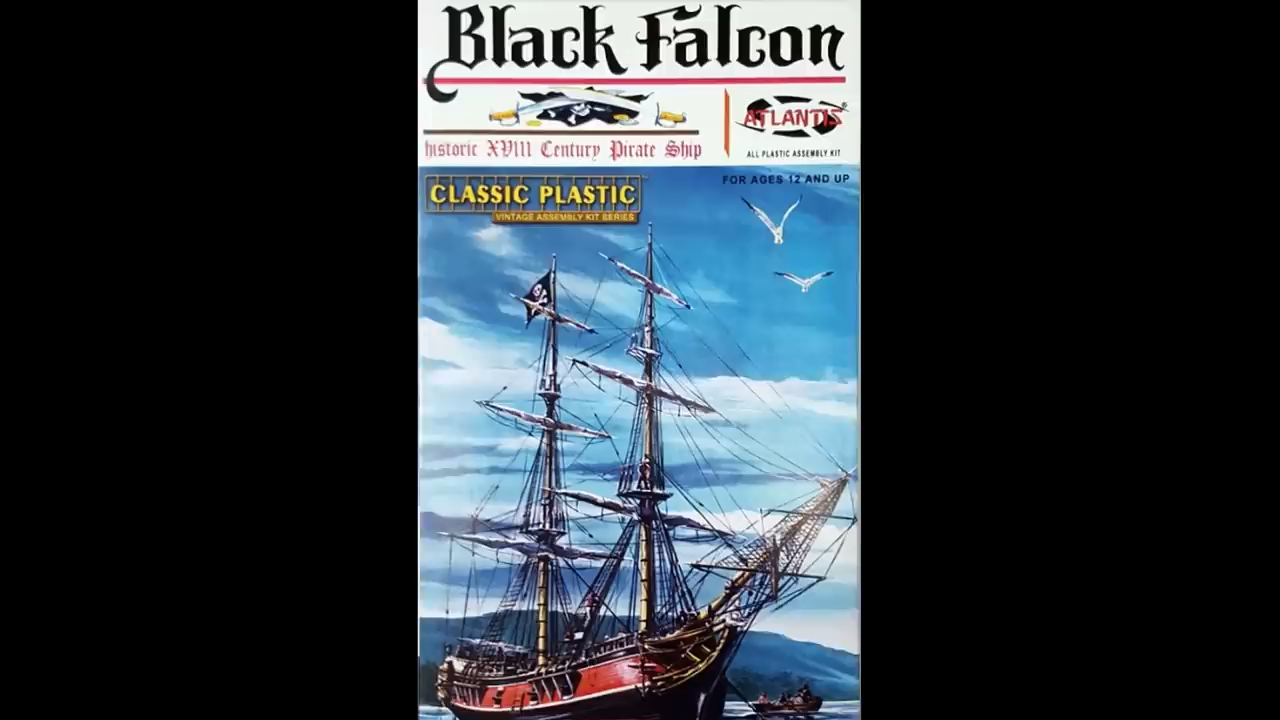 Black Falcon
ATLANTIS®
ALL PLASTIC ASSEMBLY KIT
historic XVIII Century Pirate Ship
CLASSIC PLASTIC™
VINTAGE ASSEMBLY KIT SERIES
FOR AGES 12 AND UP